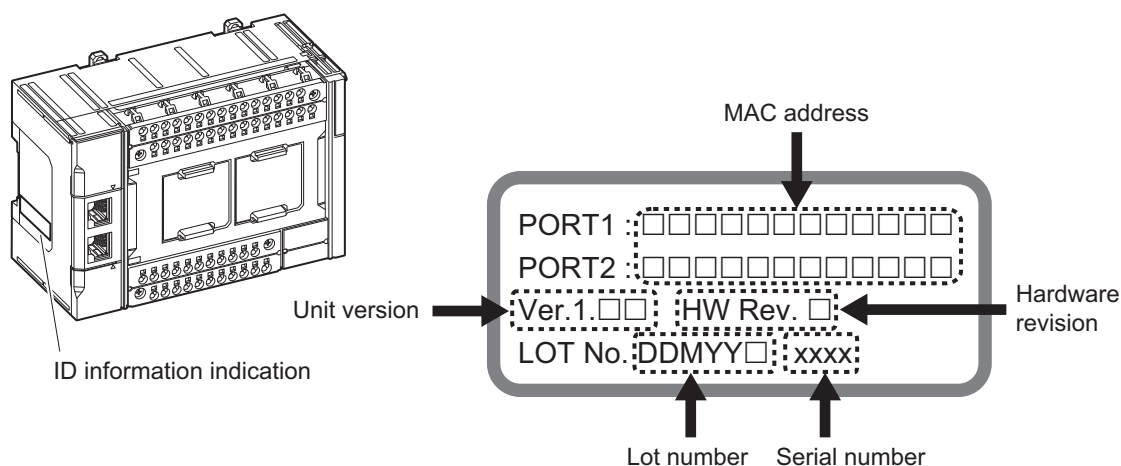 MAC address
PORT1 :□□□□□□□□□□□□
PORT2 :□□□□□□□□□□□□
Unit version
Ver.1.□□ HW Rev. □
Hardware
revision
LOT No. DDMYY□ xxxx
ID information indication
Lot number
Serial number